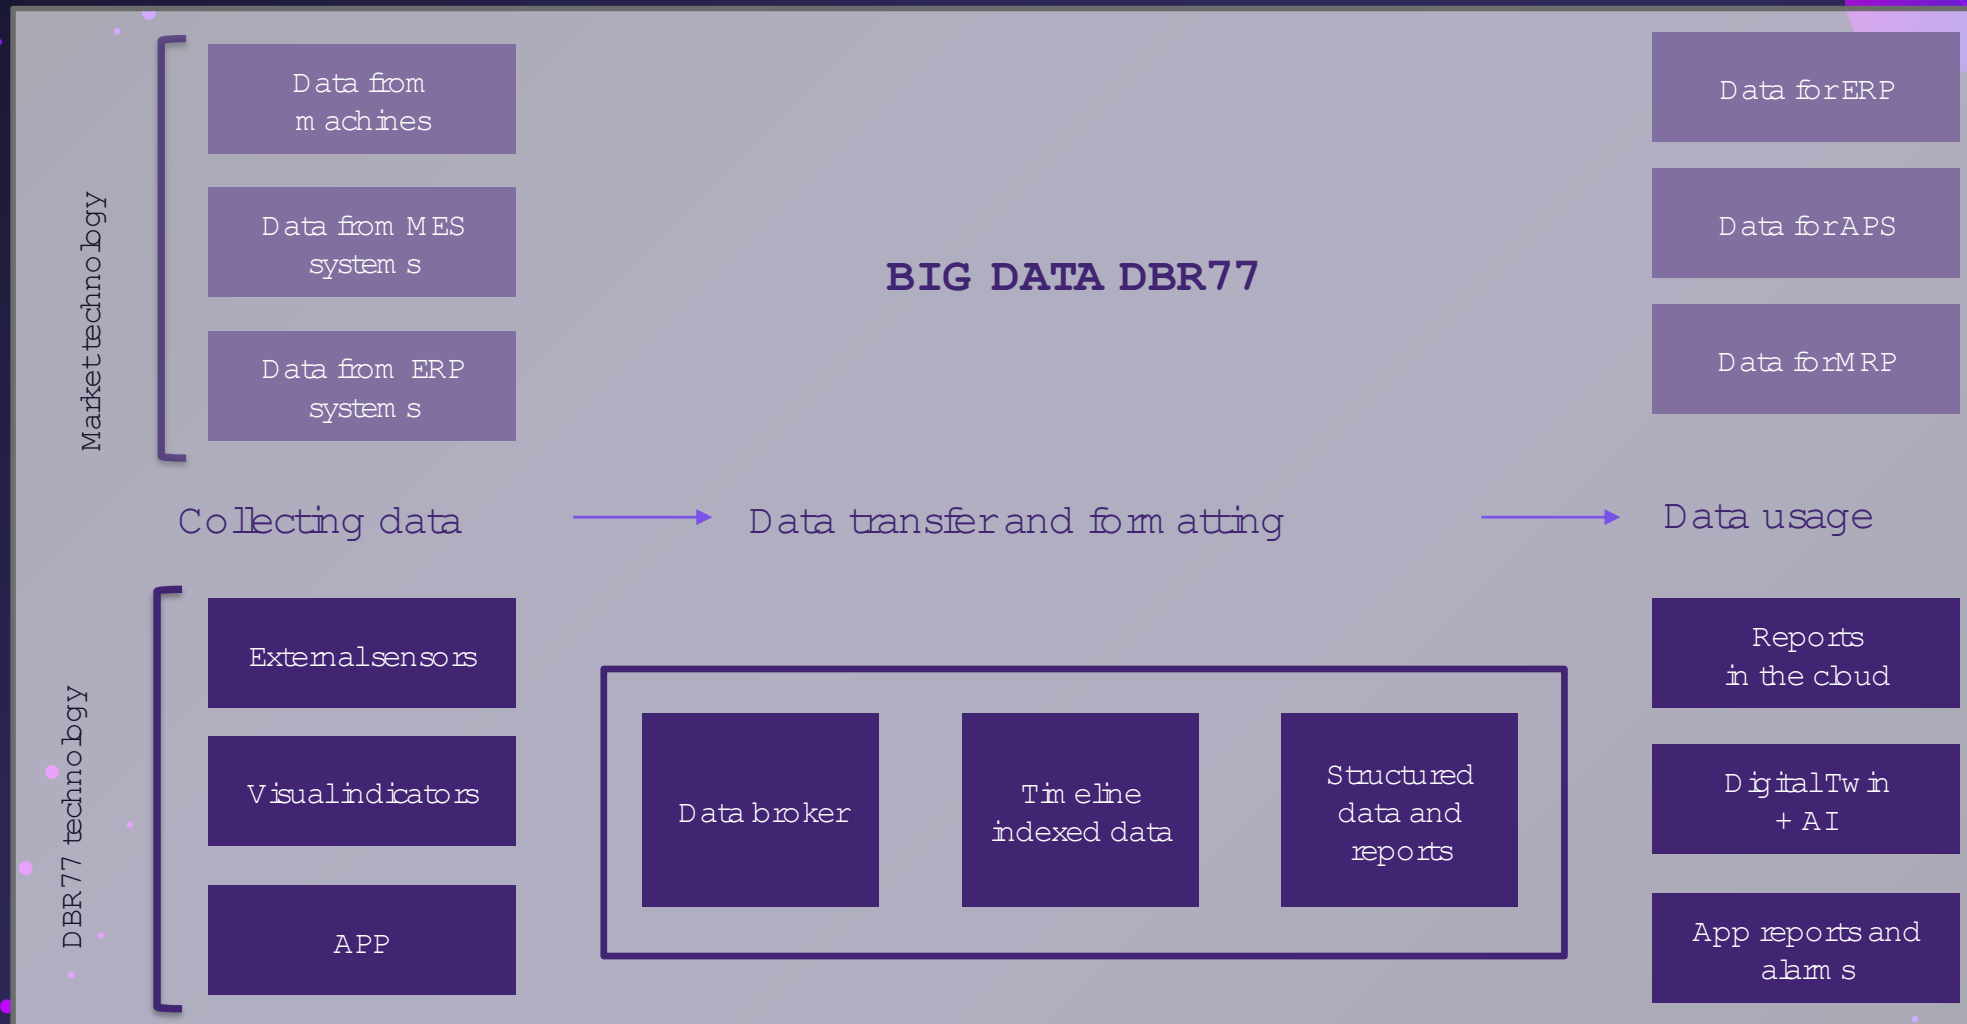 Market technology
Data from
machines
Data from MES
systems
Data from ERP
systems
BIG DATA DBR77
Data for ERP
Data for APS
Data for MRP
Collecting data
Data transfer and formatting
Data usage
DBR77 technology
External sensors
Visual indicators
APP
Data broker
Timeline
indexed data
Structured
data and
reports
Reports
in the cloud
Digital Twin
+ AI
App reports and
alarms